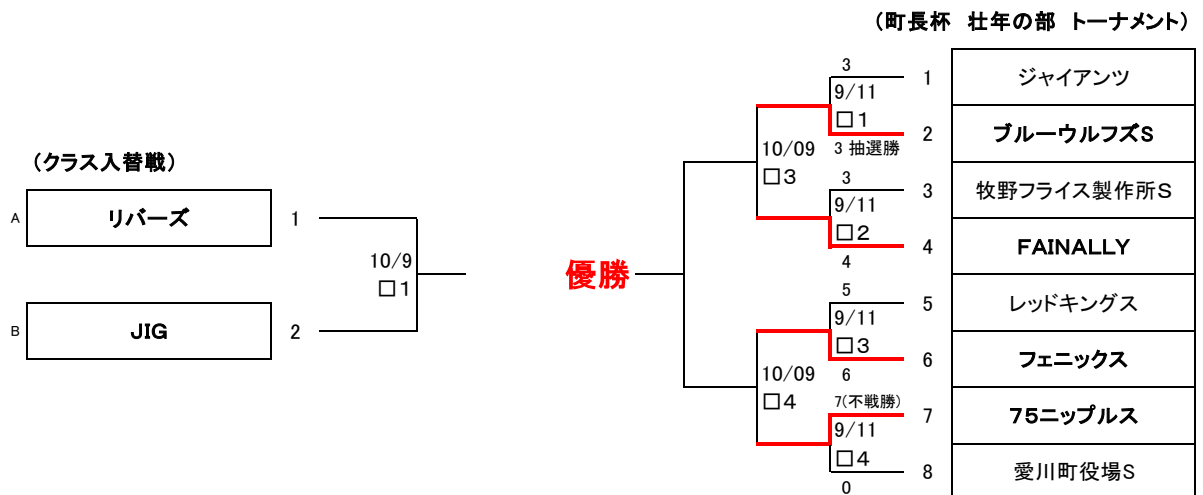 (町長杯 壮年の部 トーナメント)
3
1 ジャイアンツ
9/11
□1
2 ブルーウルフズS
3 抽選勝
10/09
□3
3
3 牧野フライス製作所S
9/11
□2
4 FAINALLY
4
(クラス入替戦)
A リバーズ 1
10/9
□1
B JIG 2
優勝
5
5 レッドキングス
9/11
□3
6 フェニックス
6
10/09
□4
7(不戦勝)
7 75ニップルス
9/11
□4
8 愛川町役場S
0